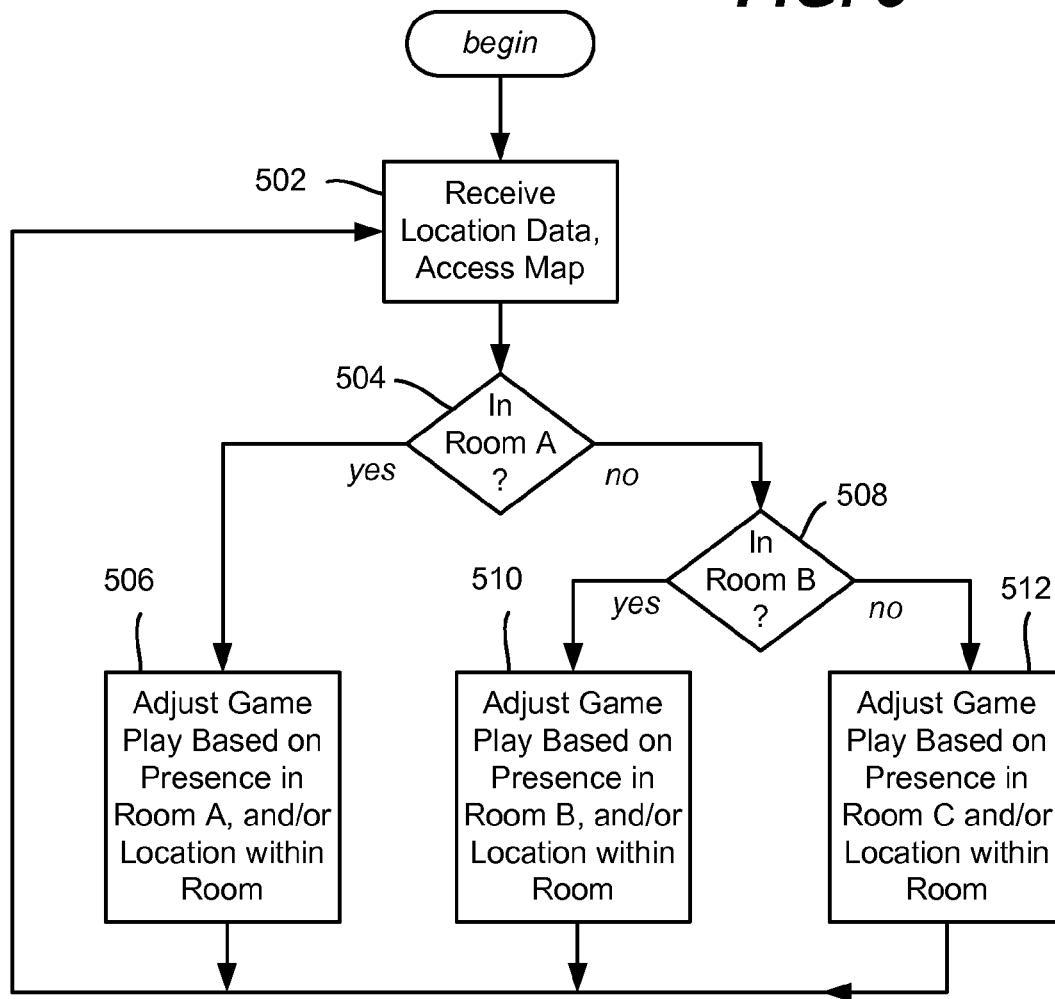 begin
502
Receive
Location Data,
Access Map
504
In
Room A
?
yes
no
508
In
Room B
?
yes
no
506
Adjust Game
Play Based on
Presence in
Room A, and/or
Location within
Room
510
Adjust Game
Play Based on
Presence in
Room B, and/or
Location within
Room
512
Adjust Game
Play Based on
Presence in
Room C and/or
Location within
Room